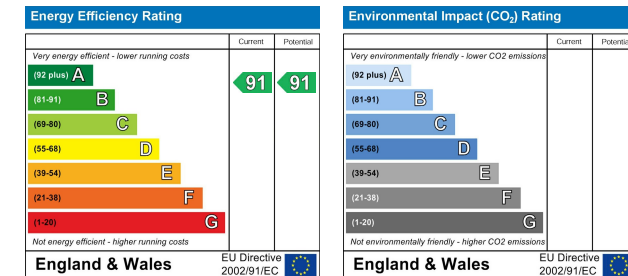 Energy Efficiency Rating
Current Potential
Very energy efficient - lower running costs
(92 plus) A
91 91
(81-91) B
(69-80) C
(55-68) D
(39-54) E
(21-38) F
(1-20) G
Not energy efficient - higher running costs
England & Wales
EU Directive
2002/91/EC
Environmental Impact (CO₂) Rating
Current Potential
Very environmentally friendly - lower CO2 emissions
(92 plus) A
(81-91) B
(69-80) C
(55-68) D
(39-54) E
(21-38) F
(1-20) G
Not environmentally friendly - higher CO2 emissions
England & Wales
EU Directive
2002/91/EC